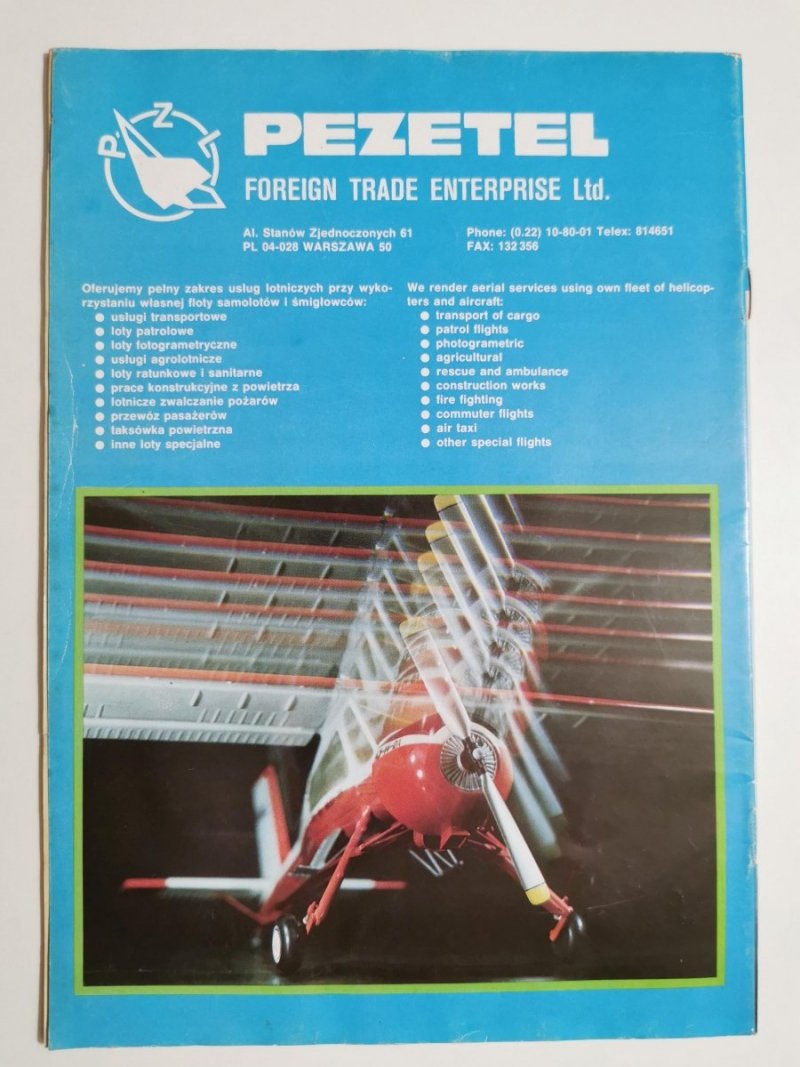 P. Z L
PEZETEL
FOREIGN TRADE ENTERPRISE Ltd.
Al. Stanów Zjednoczonych 61
PL 04-028 WARSZAWA 50
Phone: (0.22) 10-80-01 Telex: 814651
FAX: 132 356
Oferujemy pełny zakres usług lotniczych przy wyko-
rzystaniu własnej floty samolotów i śmigłowców:
● usługi transportowe
● loty patrolowe
● loty fotogrametryczne
● usługi agrolotnicze
● loty ratunkowe i sanitarne
● prace konstrukcyjne z powietrza
● lotnicze zwalczanie pożarów
● przewóz pasażerów
● taksówka powietrzna
● inne loty specjalne
We render aerial services using own fleet of helicop-
ters and aircraft:
● transport of cargo
● patrol flights
● photogrametric
● agricultural
● rescue and ambulance
● construction works
● fire fighting
● commuter flights
● air taxi
● other special flights